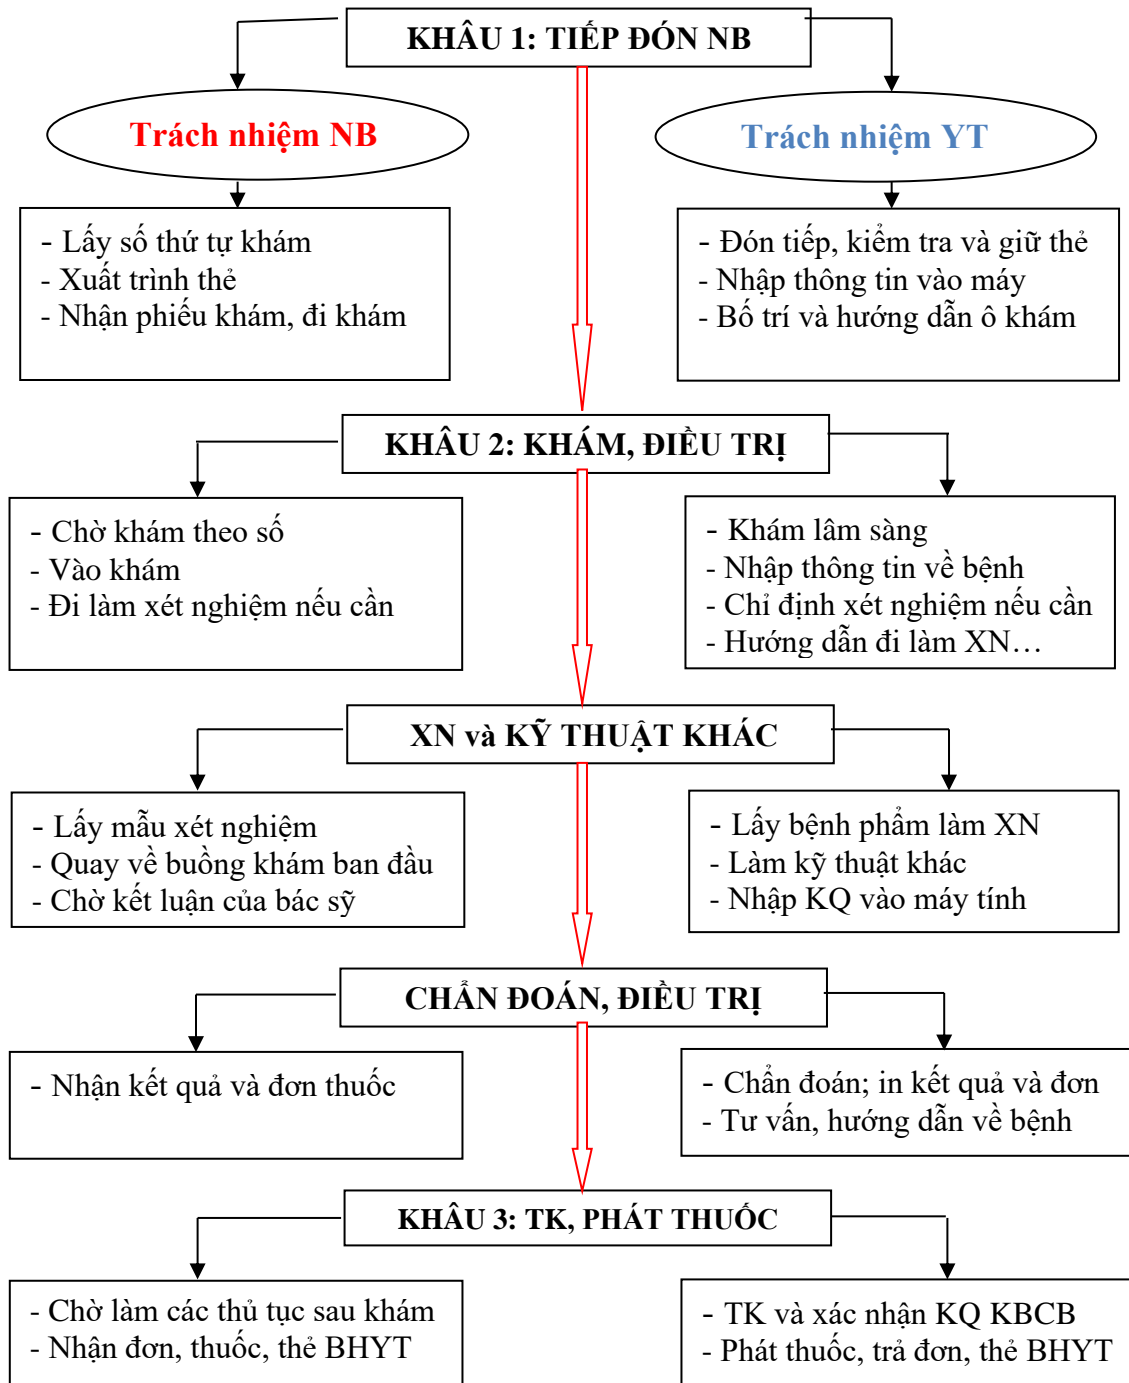 KHÂU 1: TIẾP ĐÓN NB
Trách nhiệm NB
Trách nhiệm YT
- Lấy số thứ tự khám
- Xuất trình thẻ
- Nhận phiếu khám, đi khám
- Đón tiếp, kiểm tra và giữ thẻ
- Nhập thông tin vào máy
- Bố trí và hướng dẫn ô khám
KHÂU 2: KHÁM, ĐIỀU TRỊ
- Chờ khám theo số
- Vào khám
- Đi làm xét nghiệm nếu cần
- Khám lâm sàng
- Nhập thông tin về bệnh
- Chỉ định xét nghiệm nếu cần
- Hướng dẫn đi làm XN…
XN và KỸ THUẬT KHÁC
- Lấy mẫu xét nghiệm
- Quay về buồng khám ban đầu
- Chờ kết luận của bác sỹ
- Lấy bệnh phẩm làm XN
- Làm kỹ thuật khác
- Nhập KQ vào máy tính
CHẨN ĐOÁN, ĐIỀU TRỊ
- Nhận kết quả và đơn thuốc
- Chẩn đoán; in kết quả và đơn
- Tư vấn, hướng dẫn về bệnh
KHÂU 3: TK, PHÁT THUỐC
- Chờ làm các thủ tục sau khám
- Nhận đơn, thuốc, thẻ BHYT
- TK và xác nhận KQ KBCB
- Phát thuốc, trả đơn, thẻ BHYT